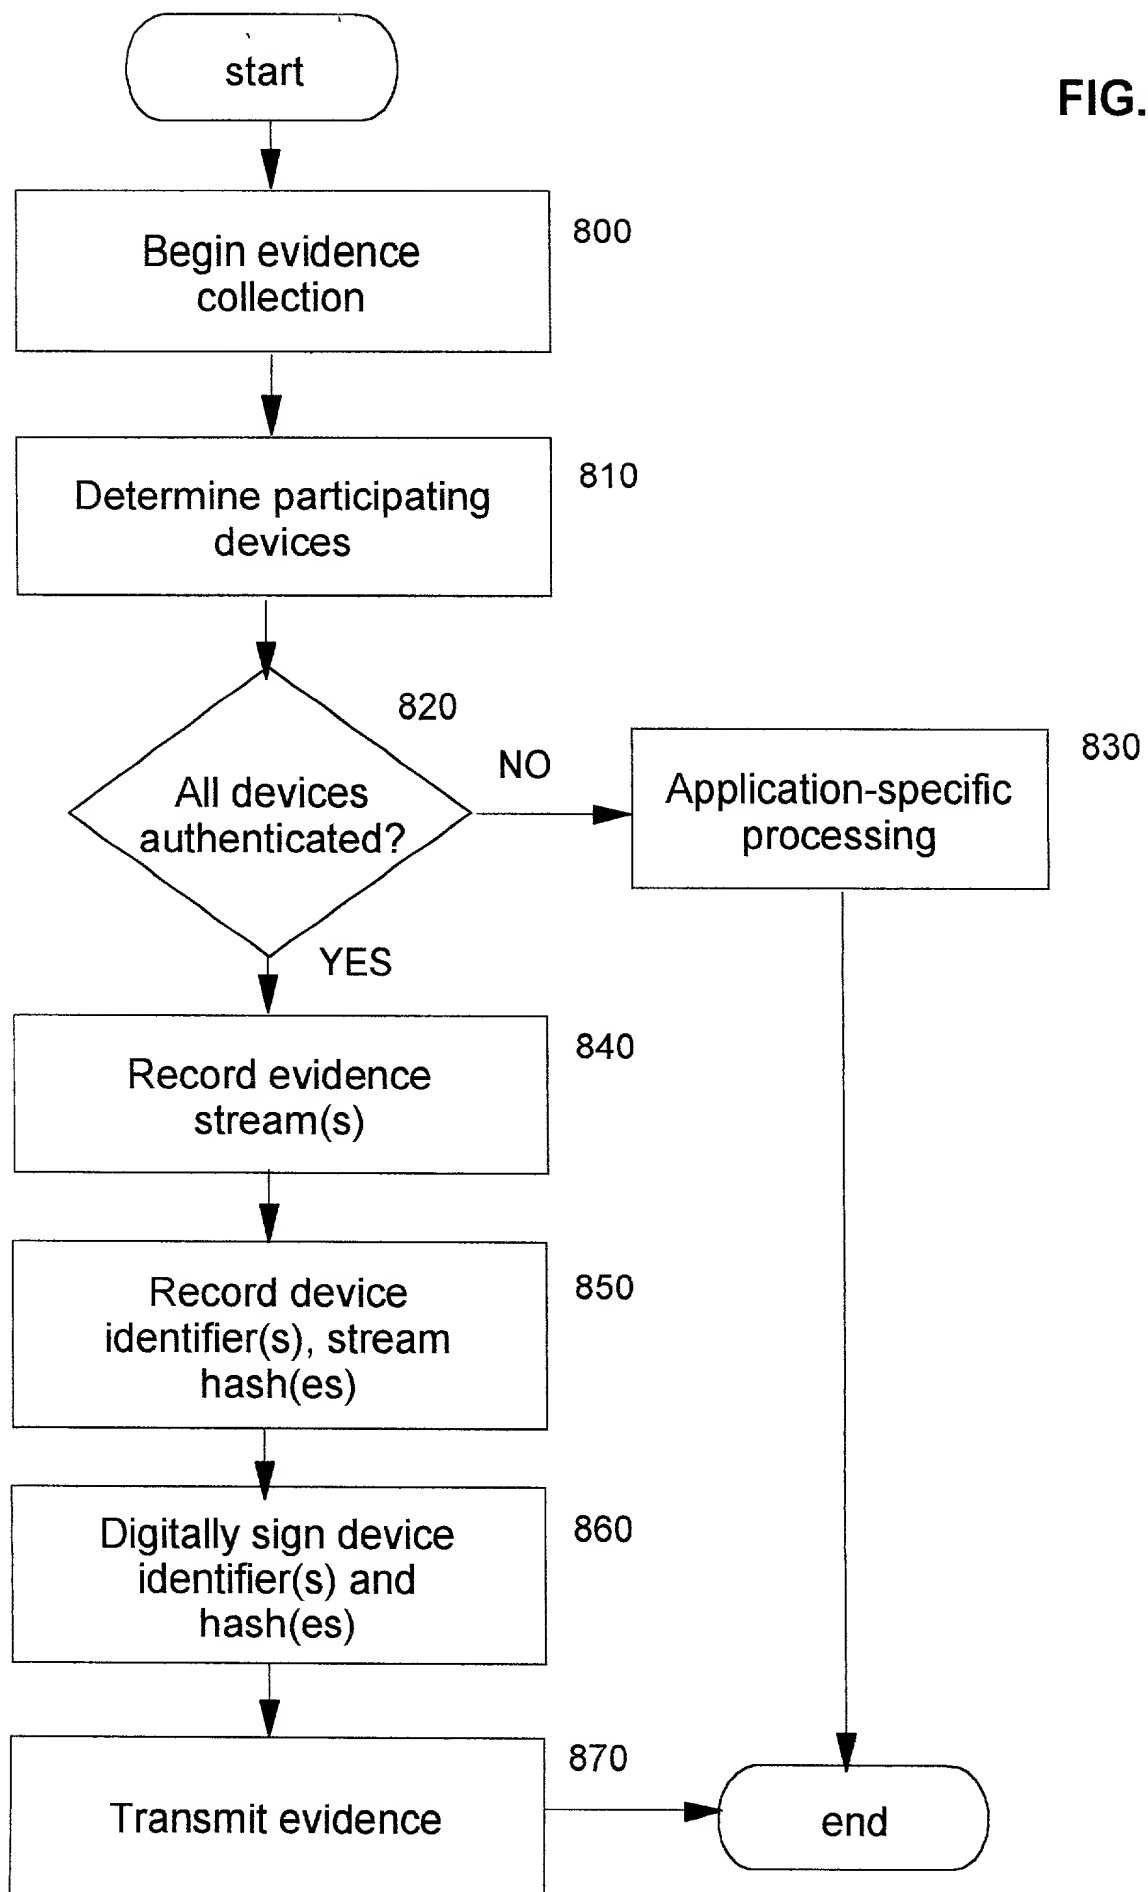 start
FIG.
Begin evidence
collection
800
Determine participating
devices
810
820
All devices
authenticated?
NO
Application-specific
processing
830
YES
Record evidence
stream(s)
840
Record device
identifier(s), stream
hash(es)
850
Digitally sign device
identifier(s) and
hash(es)
860
Transmit evidence
870
end